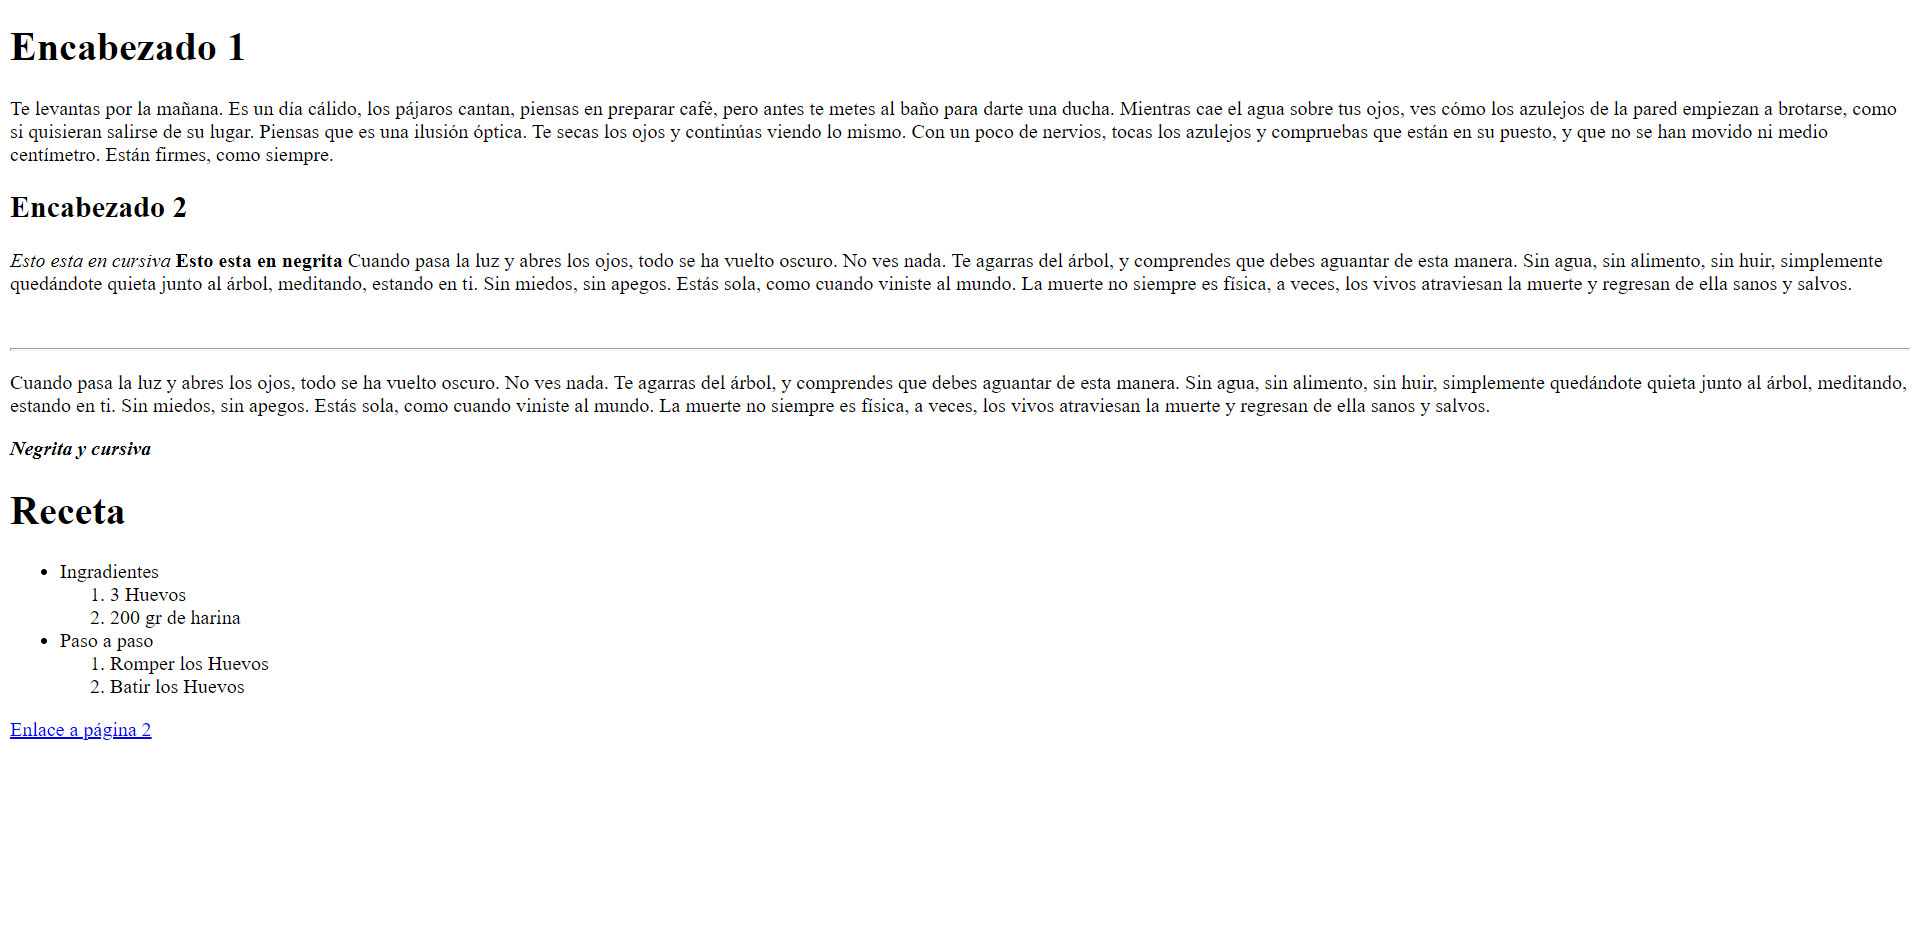 Encabezado 1
Te levantas por la mañana. Es un día cálido, los pájaros cantan, piensas en preparar café, pero antes te metes al baño para darte una ducha. Mientras cae el agua sobre tus ojos, ves cómo los azulejos de la pared empiezan a brotarse, como
si quisieran salirse de su lugar. Piensas que es una ilusión óptica. Te secas los ojos y continúas viendo lo mismo. Con un poco de nervios, tocas los azulejos y compruebas que están en su puesto, y que no se han movido ni medio
centímetro. Están firmes, como siempre.
Encabezado 2
Esto esta en cursiva Esto esta en negrita Cuando pasa la luz y abres los ojos, todo se ha vuelto oscuro. No ves nada. Te agarras del árbol, y comprendes que debes aguantar de esta manera. Sin agua, sin alimento, sin huir, simplemente
quedándote quieta junto al árbol, meditando, estando en ti. Sin miedos, sin apegos. Estás sola, como cuando viniste al mundo. La muerte no siempre es física, a veces, los vivos atraviesan la muerte y regresan de ella sanos y salvos.
Cuando pasa la luz y abres los ojos, todo se ha vuelto oscuro. No ves nada. Te agarras del árbol, y comprendes que debes aguantar de esta manera. Sin agua, sin alimento, sin huir, simplemente quedándote quieta junto al árbol, meditando,
estando en ti. Sin miedos, sin apegos. Estás sola, como cuando viniste al mundo. La muerte no siempre es física, a veces, los vivos atraviesan la muerte y regresan de ella sanos y salvos.
Negrita y cursiva
Receta
• Ingradientes
1. 3 Huevos
2. 200 gr de harina
• Paso a paso
1. Romper los Huevos
2. Batir los Huevos
Enlace a página 2